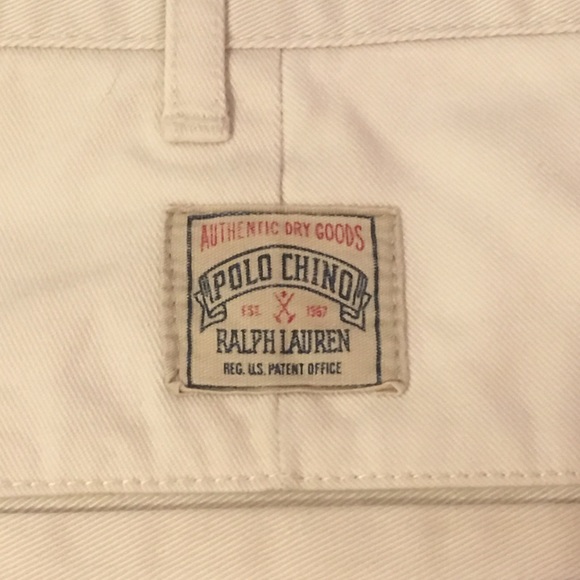 AUTHENTIC DRY GOODS
POLO CHINO
EST. 1967
RALPH LAUREN
REG. U.S. PATENT OFFICE